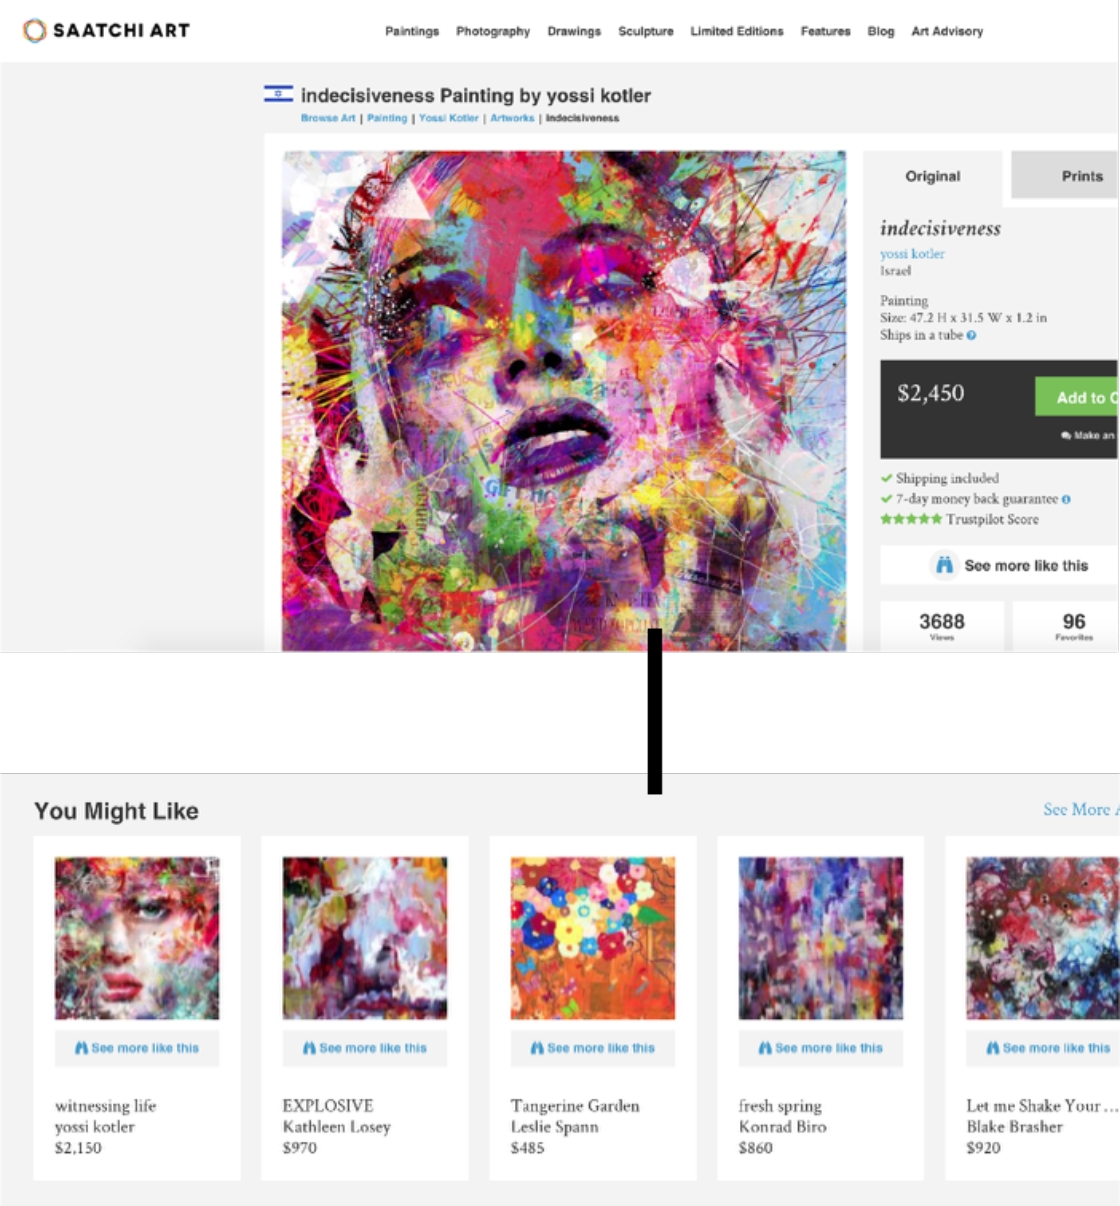 SAATCHI ART
Paintings Photography Drawings Sculpture Limited Editions Features Blog Art Advisory
indecisiveness Painting by yossi kotler
Browse Art | Painting | Yossi Kotler | Artworks | Indecisiveness
Original Prints
indecisiveness
yossi kotler
Israel
Painting
Size: 47.2 H x 31.5 W x 1.2 in
Ships in a tube
$2,450 Add to C
Make an
Shipping included
7-day money back guarantee
Trustpilot Score
See more like this
3688 96
Views Favorites
You Might Like See More A
See more like this See more like this See more like this See more like this See more like this
witnessing life EXPLOSIVE Tangerine Garden fresh spring Let me Shake Your ...
yossi kotler Kathleen Losey Leslie Spann Konrad Biro Blake Brasher
$2,150 $970 $485 $860 $920